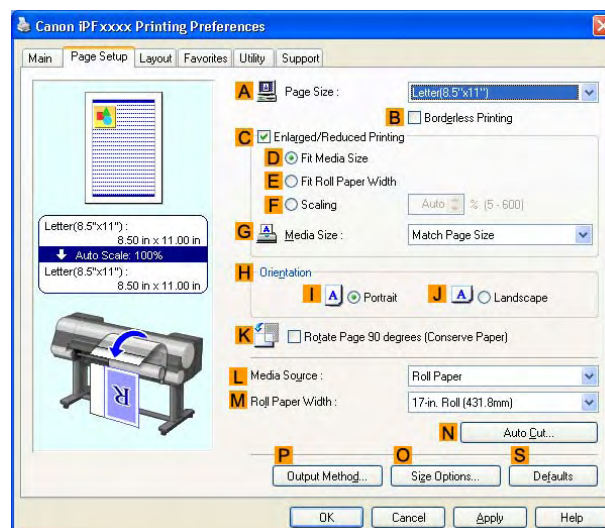 Canon iPFxxxx Printing Preferences
Main Page Setup Layout Favorites Utility Support
A Page Size : Letter(8.5"x11")
B Borderless Printing
C Enlarged/Reduced Printing
D Fit Media Size
E Fit Roll Paper Width
F Scaling Auto % (5 - 600)
Letter(8.5"x11") :
8.50 in x 11.00 in
Auto Scale: 100%
Letter(8.5"x11") :
8.50 in x 11.00 in
G A Media Size : Match Page Size
H Orientation
I A Portrait J A Landscape
K Rotate Page 90 degrees (Conserve Paper)
R
L Media Source : Roll Paper
M Roll Paper Width : 17-in. Roll (431.8mm)
N Auto Cut...
P O S
Output Method... Size Options... Defaults
OK Cancel Apply Help